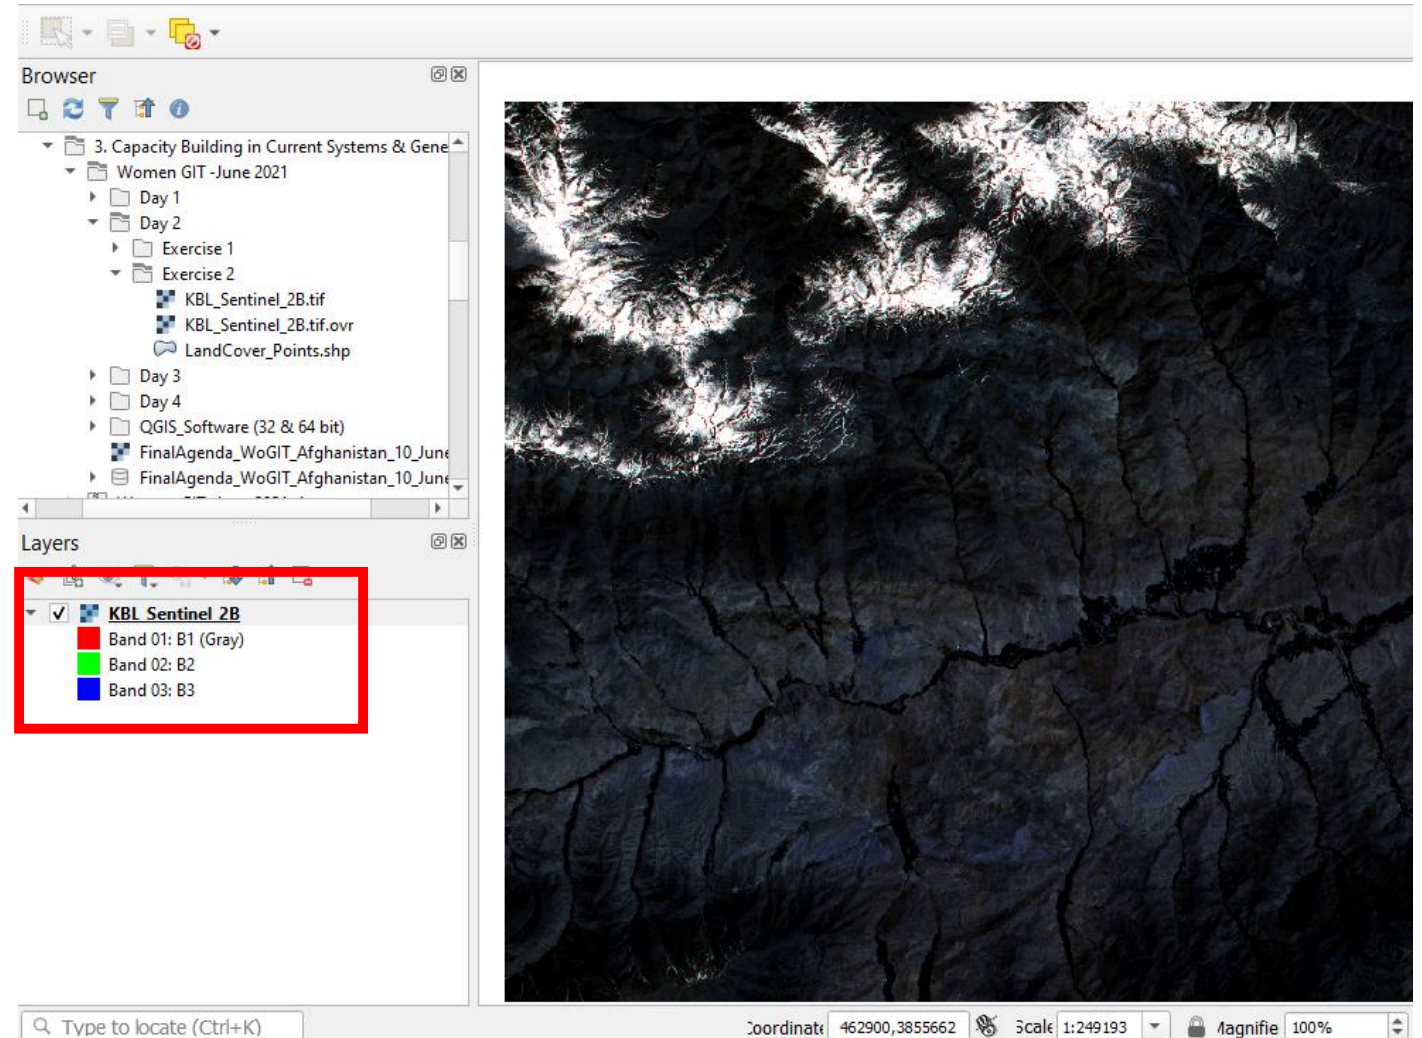 Browser
3. Capacity Building in Current Systems & Gene
Women GIT -June 2021
Day 1
Day 2
Exercise 1
Exercise 2
KBL_Sentinel_2B.tif
KBL_Sentinel_2B.tif.ovr
LandCover_Points.shp
Day 3
Day 4
QGIS_Software (32 & 64 bit)
FinalAgenda_WoGIT_Afghanistan_10_June
FinalAgenda_WoGIT_Afghanistan_10_June
Layers
KBL_Sentinel_2B
Band 01: B1 (Gray)
Band 02: B2
Band 03: B3
Type to locate (Ctrl+K) Coordinate 462900,3855662 Scale 1:249193 Magnifie 100%